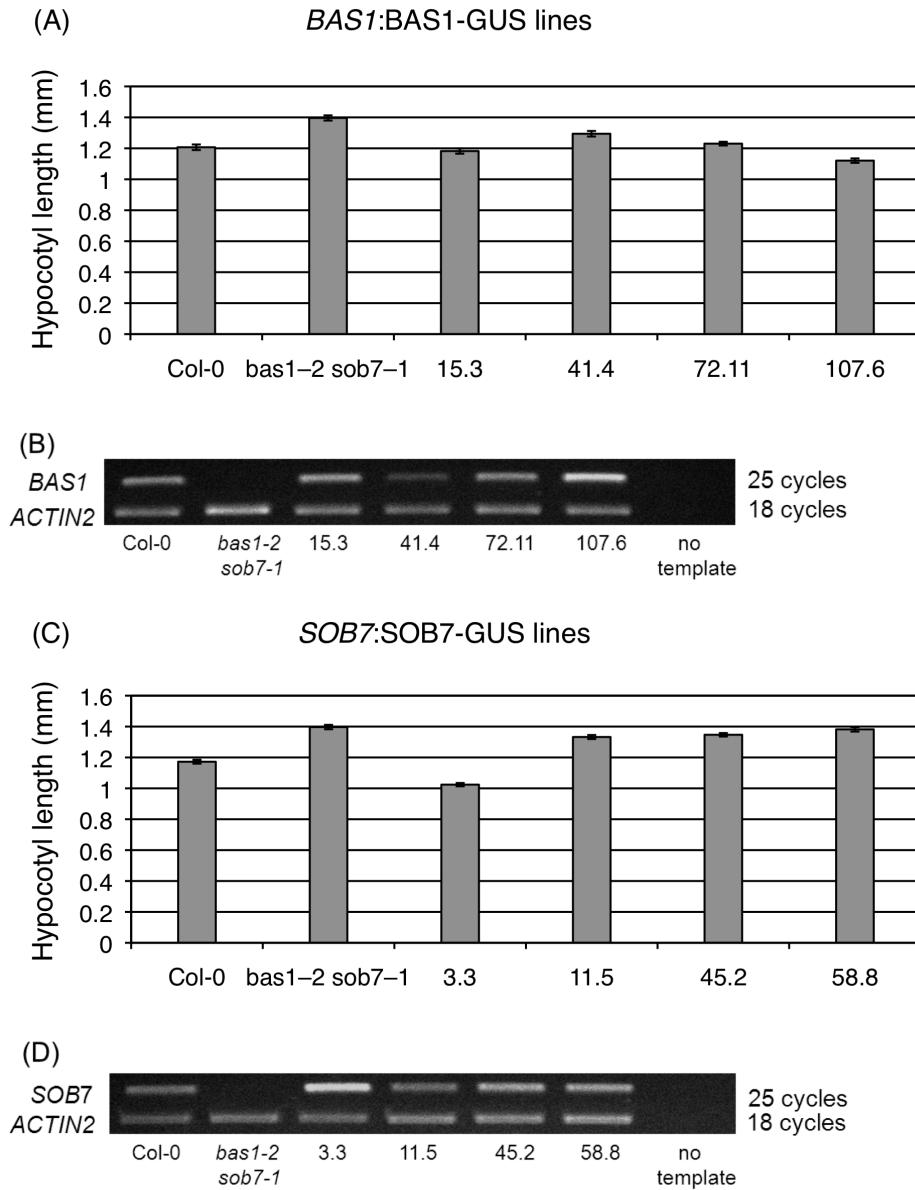 (A)
BAS1:BAS1-GUS lines
Hypocotyl length (mm)
1.6
1.4
1.2
1
0.8
0.6
0.4
0.2
0
Col-0 bas1–2 sob7–1 15.3 41.4 72.11 107.6
(B)
BAS1 25 cycles
ACTIN2 18 cycles
Col-0 bas1-2 15.3 41.4 72.11 107.6 no
sob7-1 template
(C)
SOB7:SOB7-GUS lines
Hypocotyl length (mm)
1.6
1.4
1.2
1
0.8
0.6
0.4
0.2
0
Col-0 bas1–2 sob7–1 3.3 11.5 45.2 58.8
(D)
SOB7 25 cycles
ACTIN2 18 cycles
Col-0 bas1-2 3.3 11.5 45.2 58.8 no
sob7-1 template